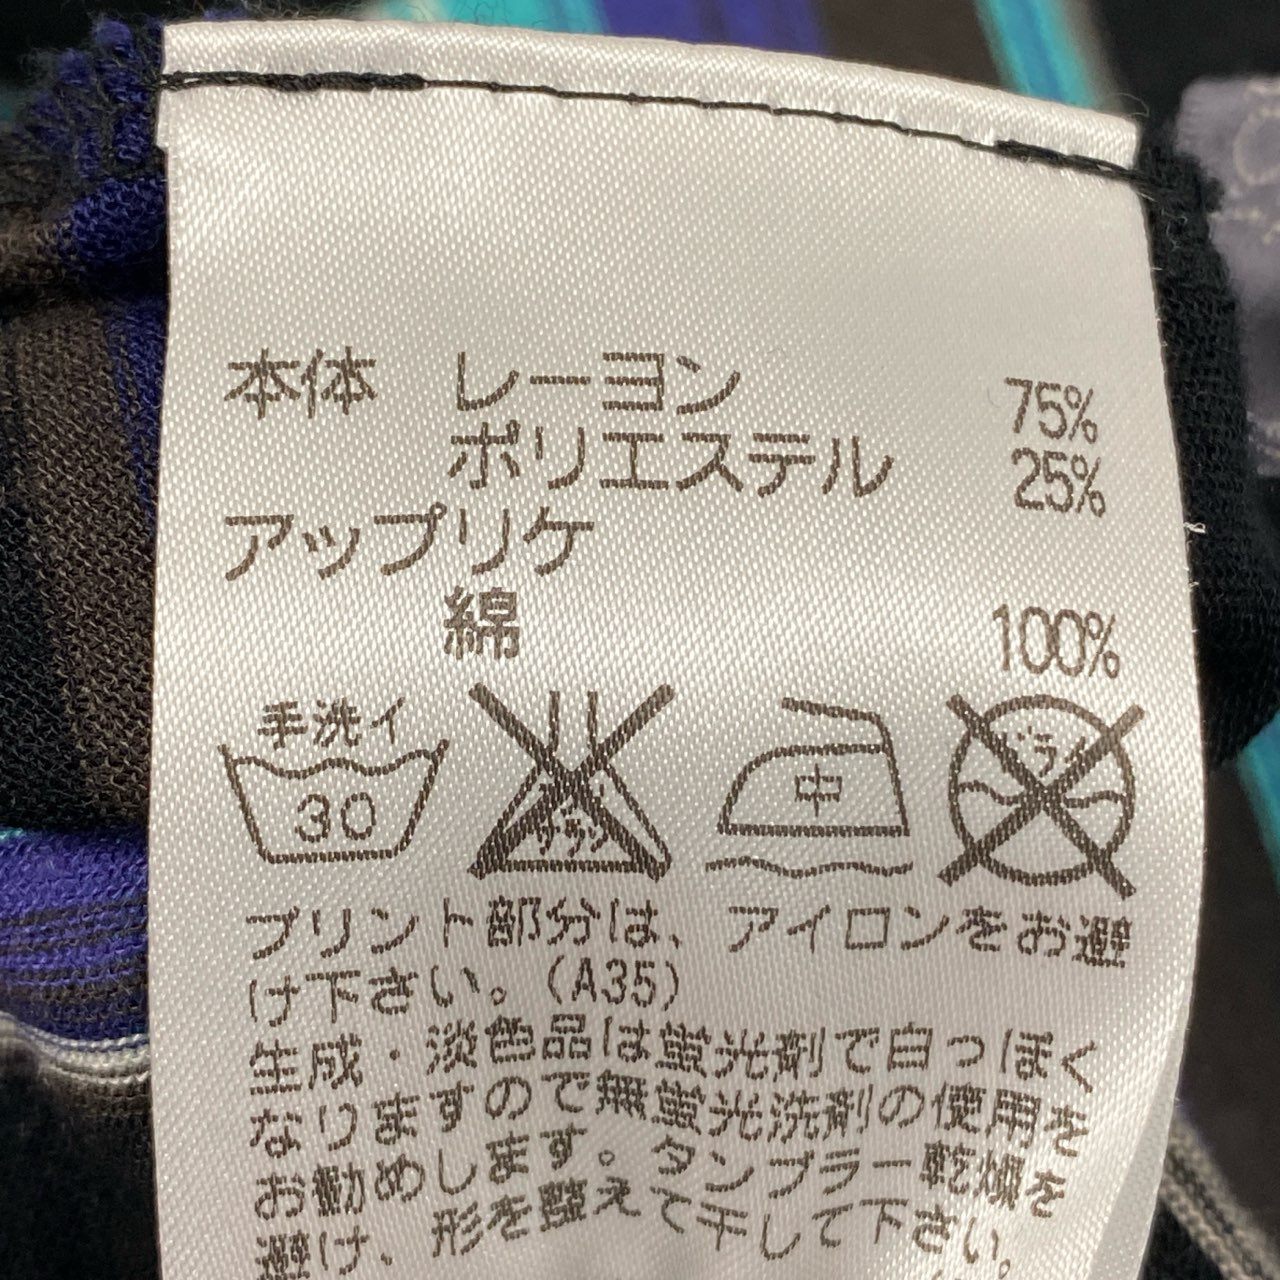 本体 レーヨン 75%
ポリエステル 25%
アップリケ
綿 100%
手洗イ
30
中
ドライ
プリント部分は、アイロンをお避
け下さい。(A35)
生成・淡色品は蛍光剤で白っぽく
なりますので無蛍光洗剤の使用を
お勧めします。タンブラー乾燥を
避け、形を整えて干して下さい。